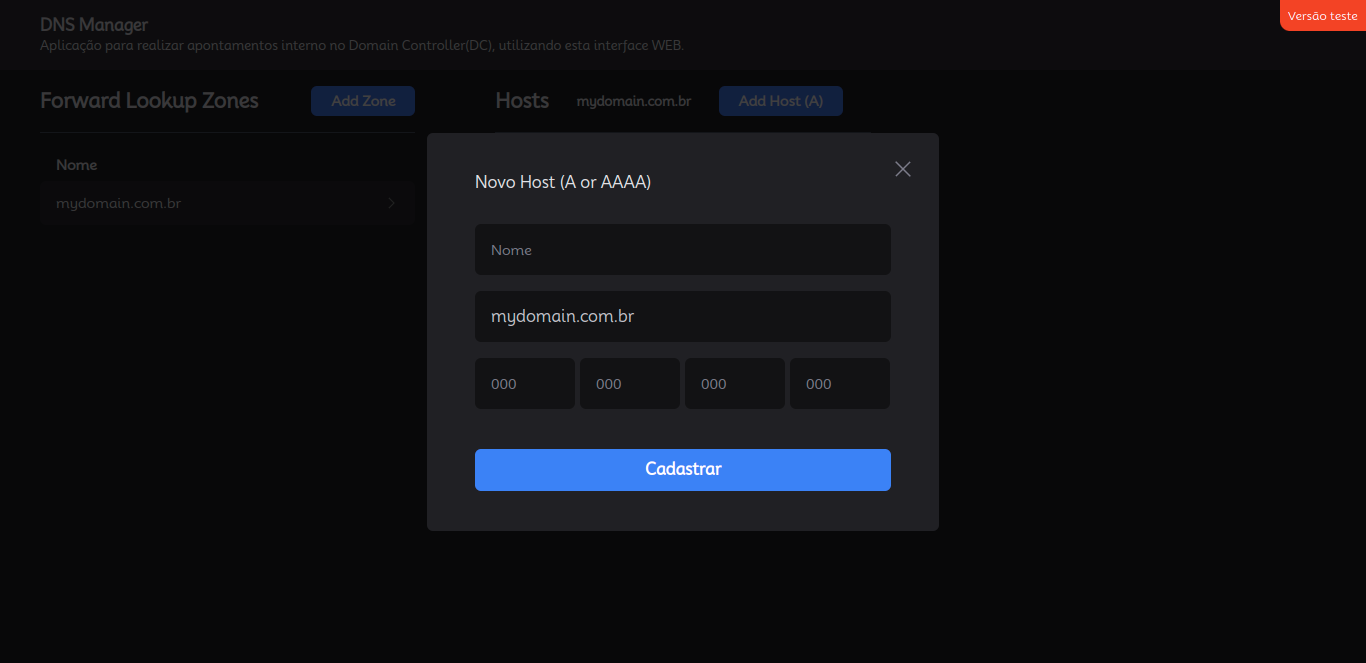 DNS Manager
Aplicação para realizar apontamentos interno no Domain Controller(DC), utilizando esta interface WEB.
Versão teste
Forward Lookup Zones
Add Zone
Hosts
mydomain.com.br
Add Host (A)
Nome
mydomain.com.br
Novo Host (A or AAAA)
Nome
mydomain.com.br
000 000 000 000
Cadastrar